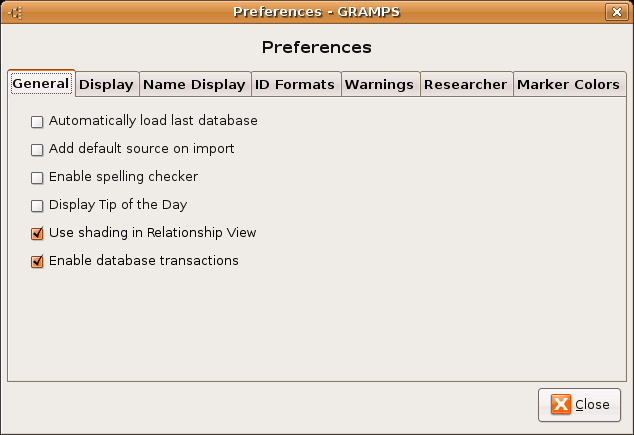 Preferences - GRAMPS
Preferences
General Display Name Display ID Formats Warnings Researcher Marker Colors
Automatically load last database
Add default source on import
Enable spelling checker
Display Tip of the Day
Use shading in Relationship View
Enable database transactions
Close